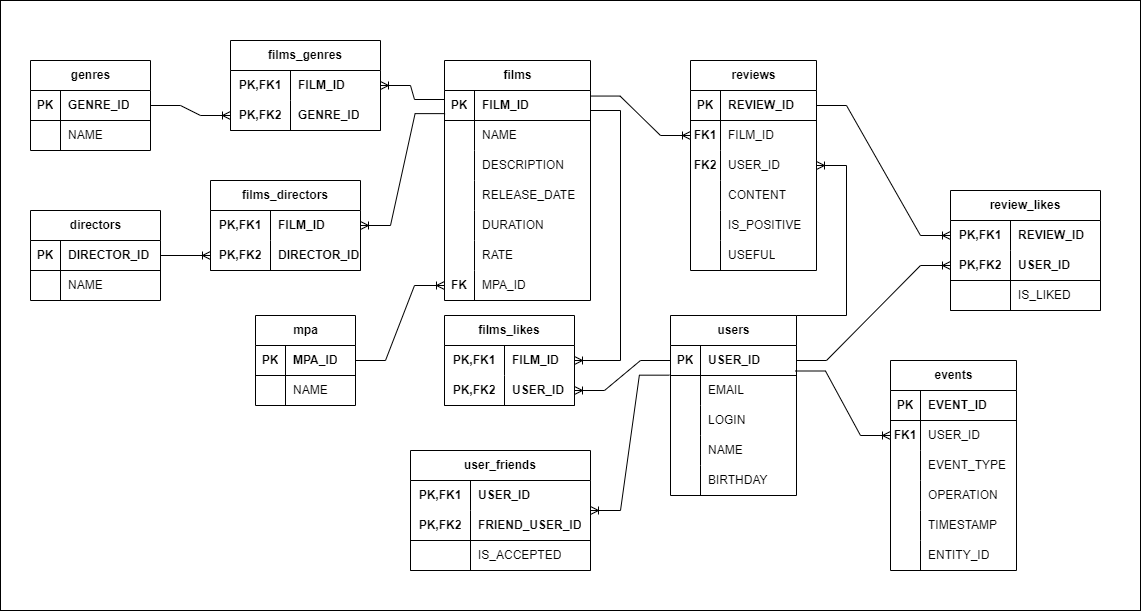 genres
PK GENRE_ID
NAME
films_genres
PK,FK1 FILM_ID
PK,FK2 GENRE_ID
films
PK FILM_ID
NAME
DESCRIPTION
RELEASE_DATE
DURATION
RATE
FK MPA_ID
reviews
PK REVIEW_ID
FK1 FILM_ID
FK2 USER_ID
CONTENT
IS_POSITIVE
USEFUL
directors
PK DIRECTOR_ID
NAME
films_directors
PK,FK1 FILM_ID
PK,FK2 DIRECTOR_ID
review_likes
PK,FK1 REVIEW_ID
PK,FK2 USER_ID
IS_LIKED
mpa
PK MPA_ID
NAME
films_likes
PK,FK1 FILM_ID
PK,FK2 USER_ID
users
PK USER_ID
EMAIL
LOGIN
NAME
BIRTHDAY
events
PK EVENT_ID
FK1 USER_ID
EVENT_TYPE
OPERATION
TIMESTAMP
ENTITY_ID
user_friends
PK,FK1 USER_ID
PK,FK2 FRIEND_USER_ID
IS_ACCEPTED